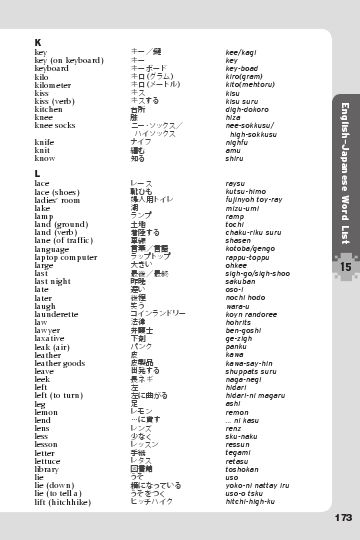 K
key キー／鍵 kee/kagi
key (on keyboard) キー key
keyboard キーボード key-boad
kilo キロ(グラム) kiro(gram)
kilometer キロ(メートル) kito(mehtoru)
kiss キス kisu
kiss (verb) キスする kisu suru
kitchen 台所 digh-dokoro
knee 膝 hiza
knee socks ニー・ソックス／ nee-sokkusu/
ハイソックス high-sokkusu
knife ナイフ nighfu
knit 編む amu
know 知る shiru
L
lace レース raysu
lace (shoes) 靴ひも kutsu-himo
ladies' room 婦人用トイレ fujinyoh toy-ray
lake 湖 mizu-umi
lamp ランプ ramp
land (ground) 土地 tochi
land (verb) 着陸する chaku-riku suru
lane (of traffic) 車線 shasen
language 言葉／言語 kotoba/gengo
laptop computer ラップトップ rappu-toppu
large 大きい ohkee
last 最後／最終 sigh-go/sigh-shoo
last night 昨晩 sakuban
late 遅い oso-i
later 後程 nochi hodo
laugh 笑う wara-u
launderette コインランドリー koyn randoree
law 法律 hohrits
lawyer 弁護士 ben-goshi
laxative 下剤 ge-zigh
leak (air) パンク panku
leather 皮 kawa
leather goods 皮製品 kawa-say-hin
leave 出発する shuppats suru
leek 長ネギ naga-negi
left 左 hidari
left (to turn) 左に曲がる hidari-ni magaru
leg 足 ashi
lemon レモン remon
lend …に貸す ... ni kasu
lens レンズ renz
less 少なく sku-naku
lesson レッスン ressun
letter 手紙 tegami
lettuce レタス retasu
library 図書館 toshokan
lie うそ uso
lie (down) 横になっている yoko-ni nattay iru
lie (to tell a) うそをつく uso-o tsku
lift (hitchhike) ヒッチハイク hitchi-high-ku
English–Japanese Word List
15
173